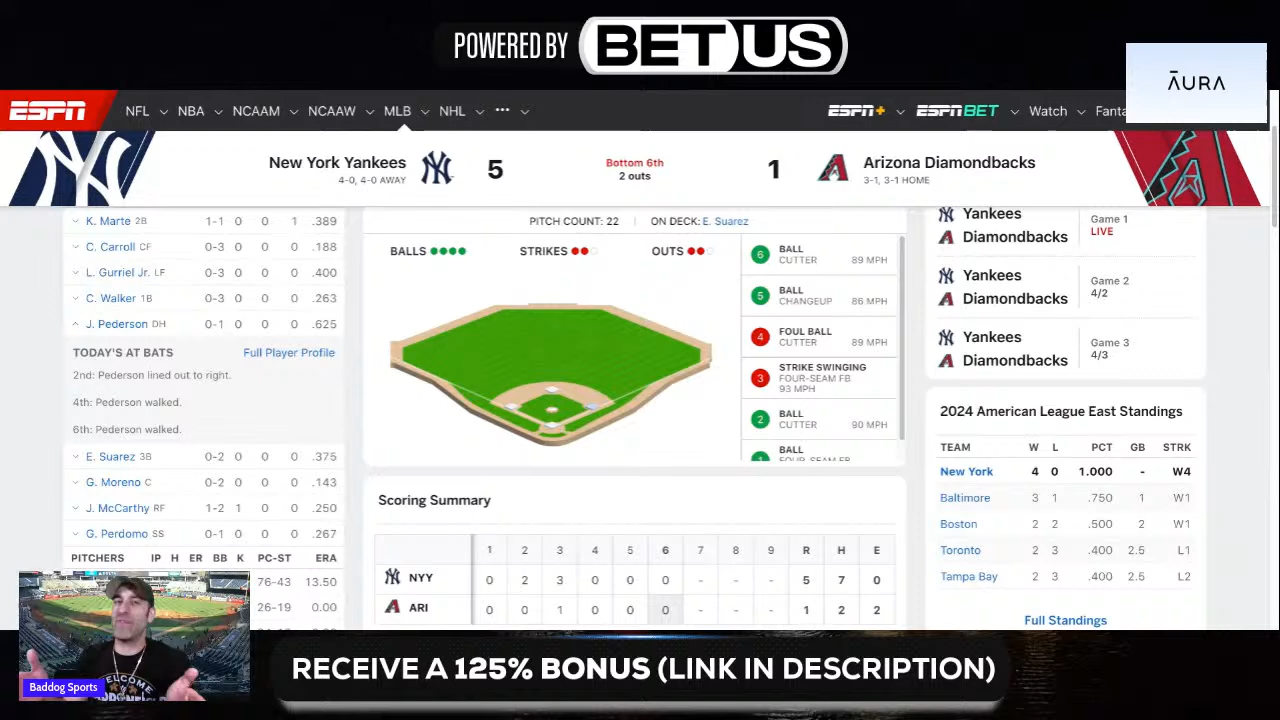 POWERED BY BETUS
ĀURA
ESPN NFL NBA NCAAM NCAAW MLB NHL ••• ESPN+ ESPN BET Watch Fanta
New York Yankees 5 Bottom 6th 1 Arizona Diamondbacks
4-0, 4-0 AWAY 2 outs 3-1, 3-1 HOME
K. Marte 2B 1-1 0 0 1 .389
C. Carroll CF 0-3 0 0 0 .188
L. Gurriel Jr. LF 0-3 0 0 0 .400
C. Walker 1B 0-3 0 0 0 .263
J. Pederson DH 0-1 0 0 0 .625
TODAY'S AT BATS Full Player Profile
2nd: Pederson lined out to right.
4th: Pederson walked.
6th: Pederson walked.
E. Suarez 3B 0-2 0 0 0 .375
G. Moreno C 0-2 0 0 0 .143
J. McCarthy RF 1-2 1 0 0 .250
G. Perdomo SS 0-1 0 0 0 .267
PITCHERS IP H ER BB K PC-ST ERA
76-43 13.50
26-19 0.00
PITCH COUNT: 22 ON DECK: E. Suarez
BALLS STRIKES OUTS
6 BALL
CUTTER 89 MPH
5 BALL
CHANGEUP 86 MPH
4 FOUL BALL
CUTTER 89 MPH
3 STRIKE SWINGING
FOUR-SEAM FB
93 MPH
2 BALL
CUTTER 90 MPH
1 BALL
FOUR-SEAM FB
Scoring Summary
1 2 3 4 5 6 7 8 9 R H E
NYY 0 2 3 0 0 0 - - - 5 7 0
ARI 0 0 1 0 0 0 - - - 1 2 2
Yankees Game 1
Diamondbacks LIVE
Yankees Game 2
Diamondbacks 4/2
Yankees Game 3
Diamondbacks 4/3
2024 American League East Standings
TEAM W L PCT GB STRK
New York 4 0 1.000 - W4
Baltimore 3 1 .750 1 W1
Boston 2 2 .500 2 W1
Toronto 2 3 .400 2.5 L1
Tampa Bay 2 3 .400 2.5 L2
Full Standings
WELCOME
Baddog Sports
RECEIVE A 125% BONUS (LINK IN DESCRIPTION)